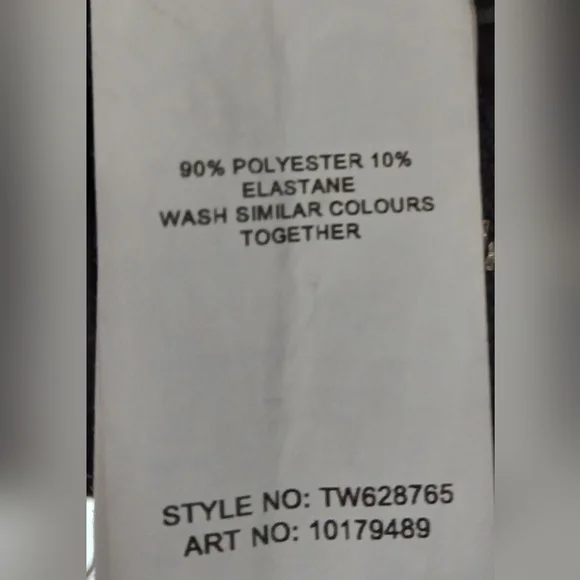 90% POLYESTER 10%
ELASTANE
WASH SIMILAR COLOURS
TOGETHER
STYLE NO: TW628765
ART NO: 10179489